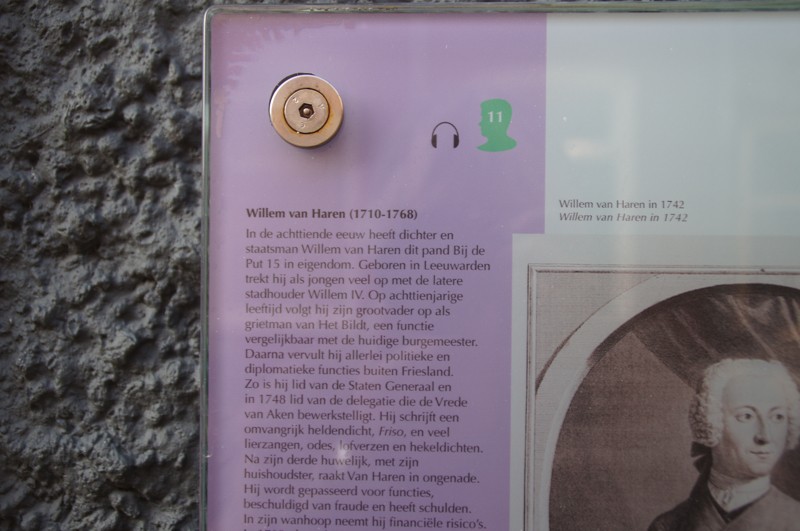 11
Willem van Haren in 1742
Willem van Haren in 1742
Willem van Haren (1710-1768)
In de achttiende eeuw heeft dichter en
staatsman Willem van Haren dit pand Bij de
Put 15 in eigendom. Geboren in Leeuwarden
trekt hij als jongen veel op met de latere
stadhouder Willem IV. Op achttienjarige
leeftijd volgt hij zijn grootvader op als
grietman van Het Bildt, een functie
vergelijkbaar met de huidige burgemeester.
Daarna vervult hij allerlei politieke en
diplomatieke functies buiten Friesland.
Zo is hij lid van de Staten Generaal en
in 1748 lid van de delegatie die de Vrede
van Aken bewerkstelligt. Hij schrijft een
omvangrijk heldendicht, Friso, en veel
lierzangen, odes, lofverzen en hekeldichten.
Na zijn derde huwelijk, met zijn
huishoudster, raakt Van Haren in ongenade.
Hij wordt gepasseerd voor functies,
beschuldigd van fraude en heeft schulden.
In zijn wanhoop neemt hij financiële risico's.